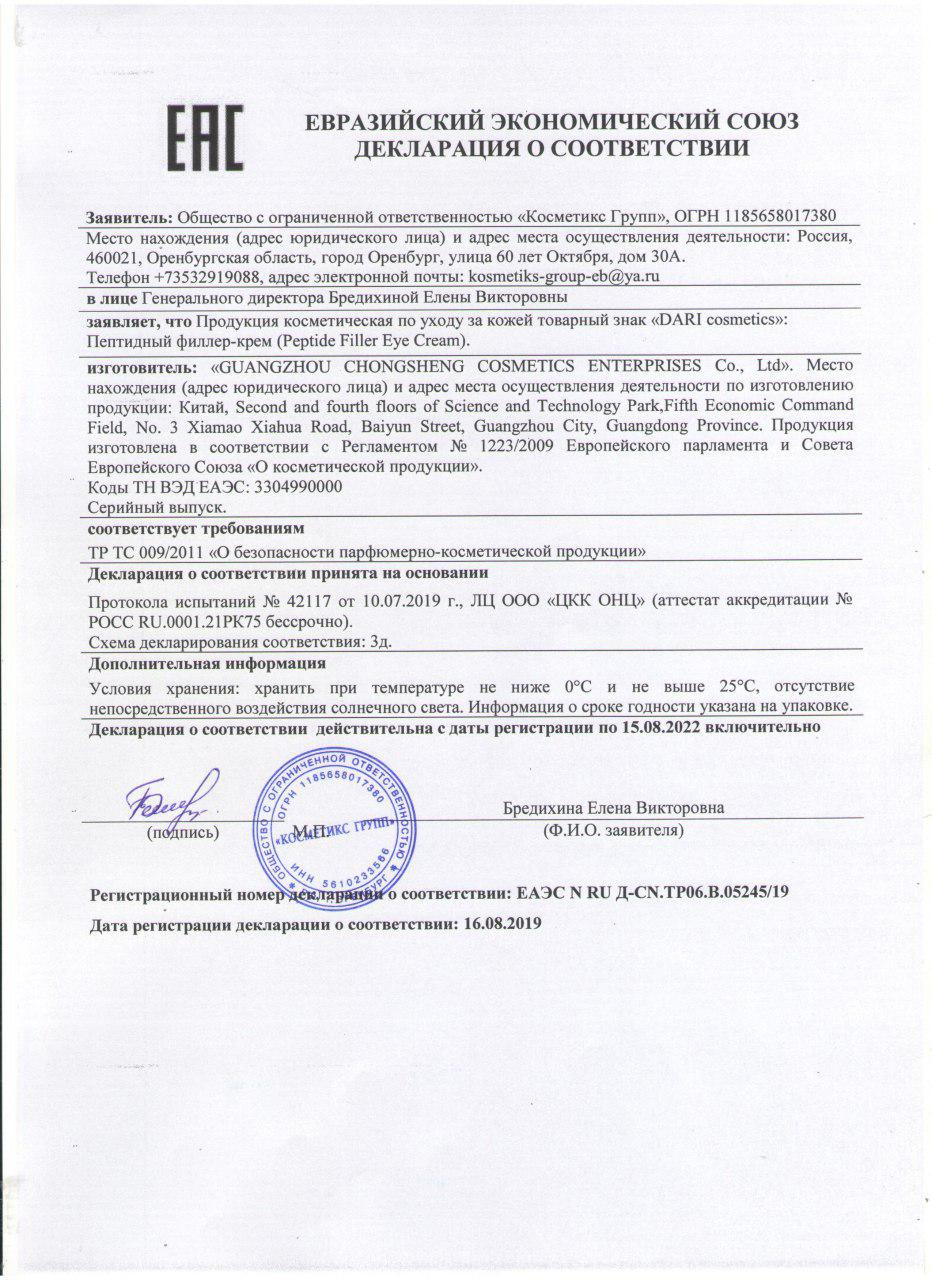 ЕАС
ЕВРАЗИЙСКИЙ ЭКОНОМИЧЕСКИЙ СОЮЗ
ДЕКЛАРАЦИЯ О СООТВЕТСТВИИ
Заявитель: Общество с ограниченной ответственностью «Косметикс Групп», ОГРН 1185658017380
Место нахождения (адрес юридического лица) и адрес места осуществления деятельности: Россия,
460021, Оренбургская область, город Оренбург, улица 60 лет Октября, дом 30А.
Телефон +73532919088, адрес электронной почты: kosmetiks-group-eb@ya.ru
в лице Генерального директора Бредихиной Елены Викторовны
заявляет, что Продукция косметическая по уходу за кожей товарный знак «DARI cosmetics»:
Пептидный филлер-крем (Peptide Filler Eye Cream).
изготовитель: «GUANGZHOU CHONGSHENG COSMETICS ENTERPRISES Co., Ltd». Место
нахождения (адрес юридического лица) и адрес места осуществления деятельности по изготовлению
продукции: Китай, Second and fourth floors of Science and Technology Park,Fifth Economic Command
Field, No. 3 Xiamao Xiahua Road, Baiyun Street, Guangzhou City, Guangdong Province. Продукция
изготовлена в соответствии с Регламентом № 1223/2009 Европейского парламента и Совета
Европейского Союза «О косметической продукции».
Коды ТН ВЭД ЕАЭС: 3304990000
Серийный выпуск.
соответствует требованиям
ТР ТС 009/2011 «О безопасности парфюмерно-косметической продукции»
Декларация о соответствии принята на основании
Протокола испытаний № 42117 от 10.07.2019 г., ЛЦ ООО «ЦКК ОНЦ» (аттестат аккредитации №
РОСС RU.0001.21РК75 бессрочно).
Схема декларирования соответствия: 3д.
Дополнительная информация
Условия хранения: хранить при температуре не ниже 0°С и не выше 25°С, отсутствие
непосредственного воздействия солнечного света. Информация о сроке годности указана на упаковке.
Декларация о соответствии действительна с даты регистрации по 15.08.2022 включительно
Бредихина Елена Викторовна
(подпись) М.П. (Ф.И.О. заявителя)
ОБЩЕСТВО С ОГРАНИЧЕННОЙ ОТВЕТСТВЕННОСТЬЮ
ОГРН 1185658017380
«КОСМЕТИКС ГРУПП»
ИНН 5610233566
Регистрационный номер декларации о соответствии: ЕАЭС N RU Д-CN.ТР06.В.05245/19
Дата регистрации декларации о соответствии: 16.08.2019